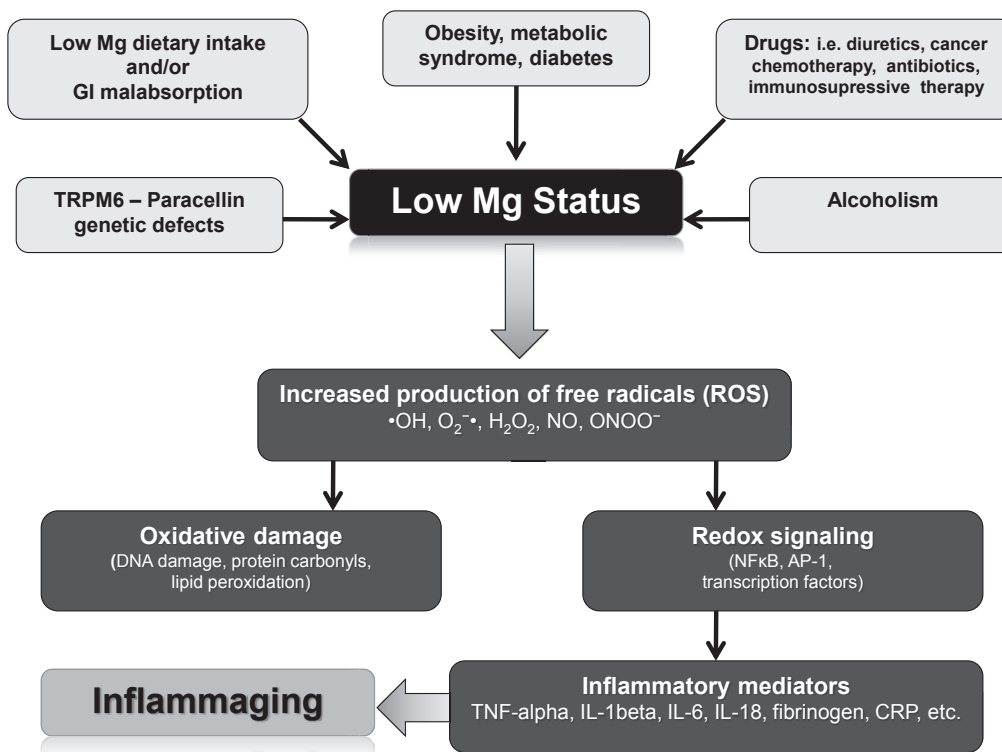 Low Mg dietary intake
and/or
GI malabsorption
Obesity, metabolic
syndrome, diabetes
Drugs: i.e. diuretics, cancer
chemotherapy, antibiotics,
immunosupressive therapy
TRPM6 – Paracellin
genetic defects
Low Mg Status
Alcoholism
Increased production of free radicals (ROS)
•OH, O₂⁻•, H₂O₂, NO, ONOO⁻
Oxidative damage
(DNA damage, protein carbonyls,
lipid peroxidation)
Redox signaling
(NFκB, AP-1,
transcription factors)
Inflammaging
Inflammatory mediators
TNF-alpha, IL-1beta, IL-6, IL-18, fibrinogen, CRP, etc.